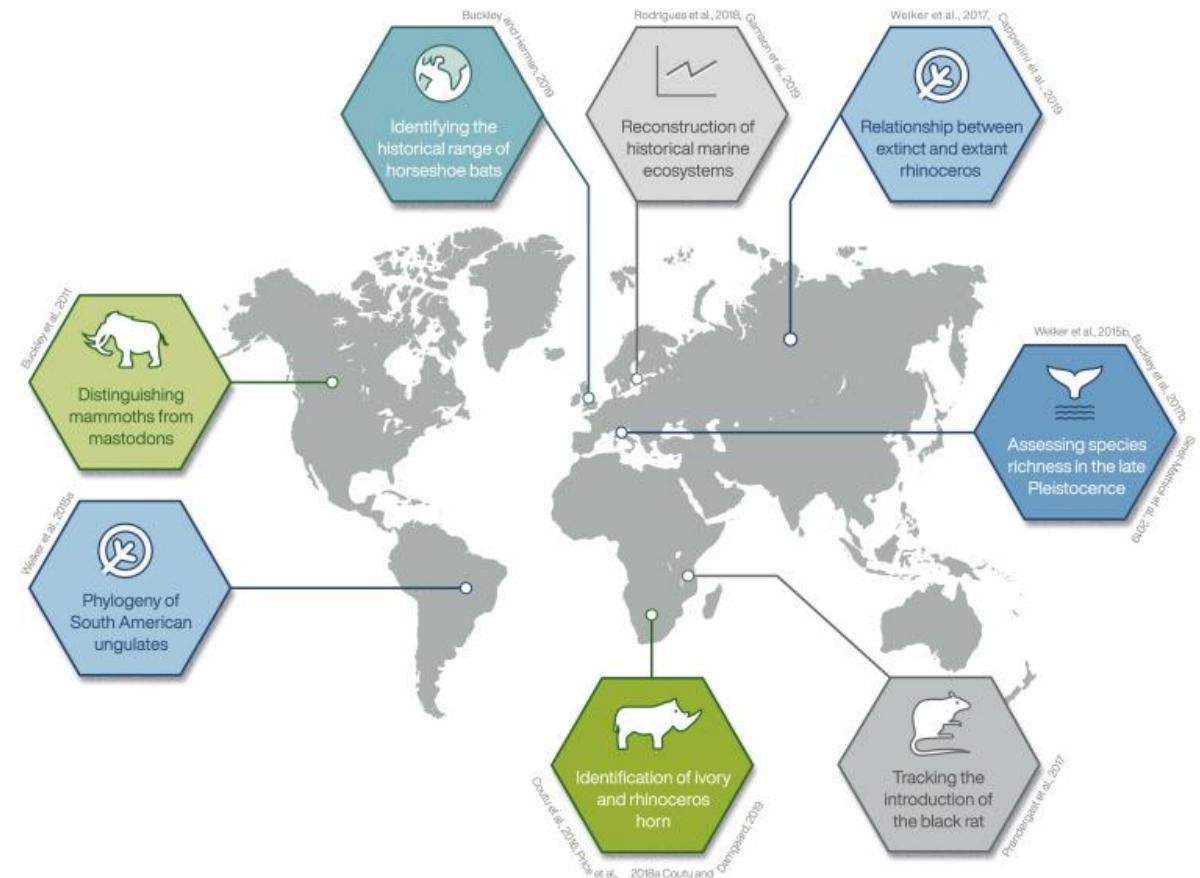 Buckley and Herman, 2019
Identifying the
historical range of
horseshoe bats
Rodrigues et al., 2018,
Garrison et al., 2019
Reconstruction of
historical marine
ecosystems
Welker et al., 2017,
Cappellini et al., 2019
Relationship between
extinct and extant
rhinoceros
Buckley et al., 2011
Distinguishing
mammoths from
mastodons
Welker et al., 2015b,
Buckley et al., 2017b,
et al., 2019
Assessing species
richness in the late
Pleistocence
Welker et al., 2015a
Phylogeny of
South American
ungulates
Identification of ivory
and rhinoceros
horn
Coutu et al., 2016, Price et al., 2018a Coutu and
Damgaard, 2019
Tracking the
introduction of
the black rat
Prendergast et al., 2017